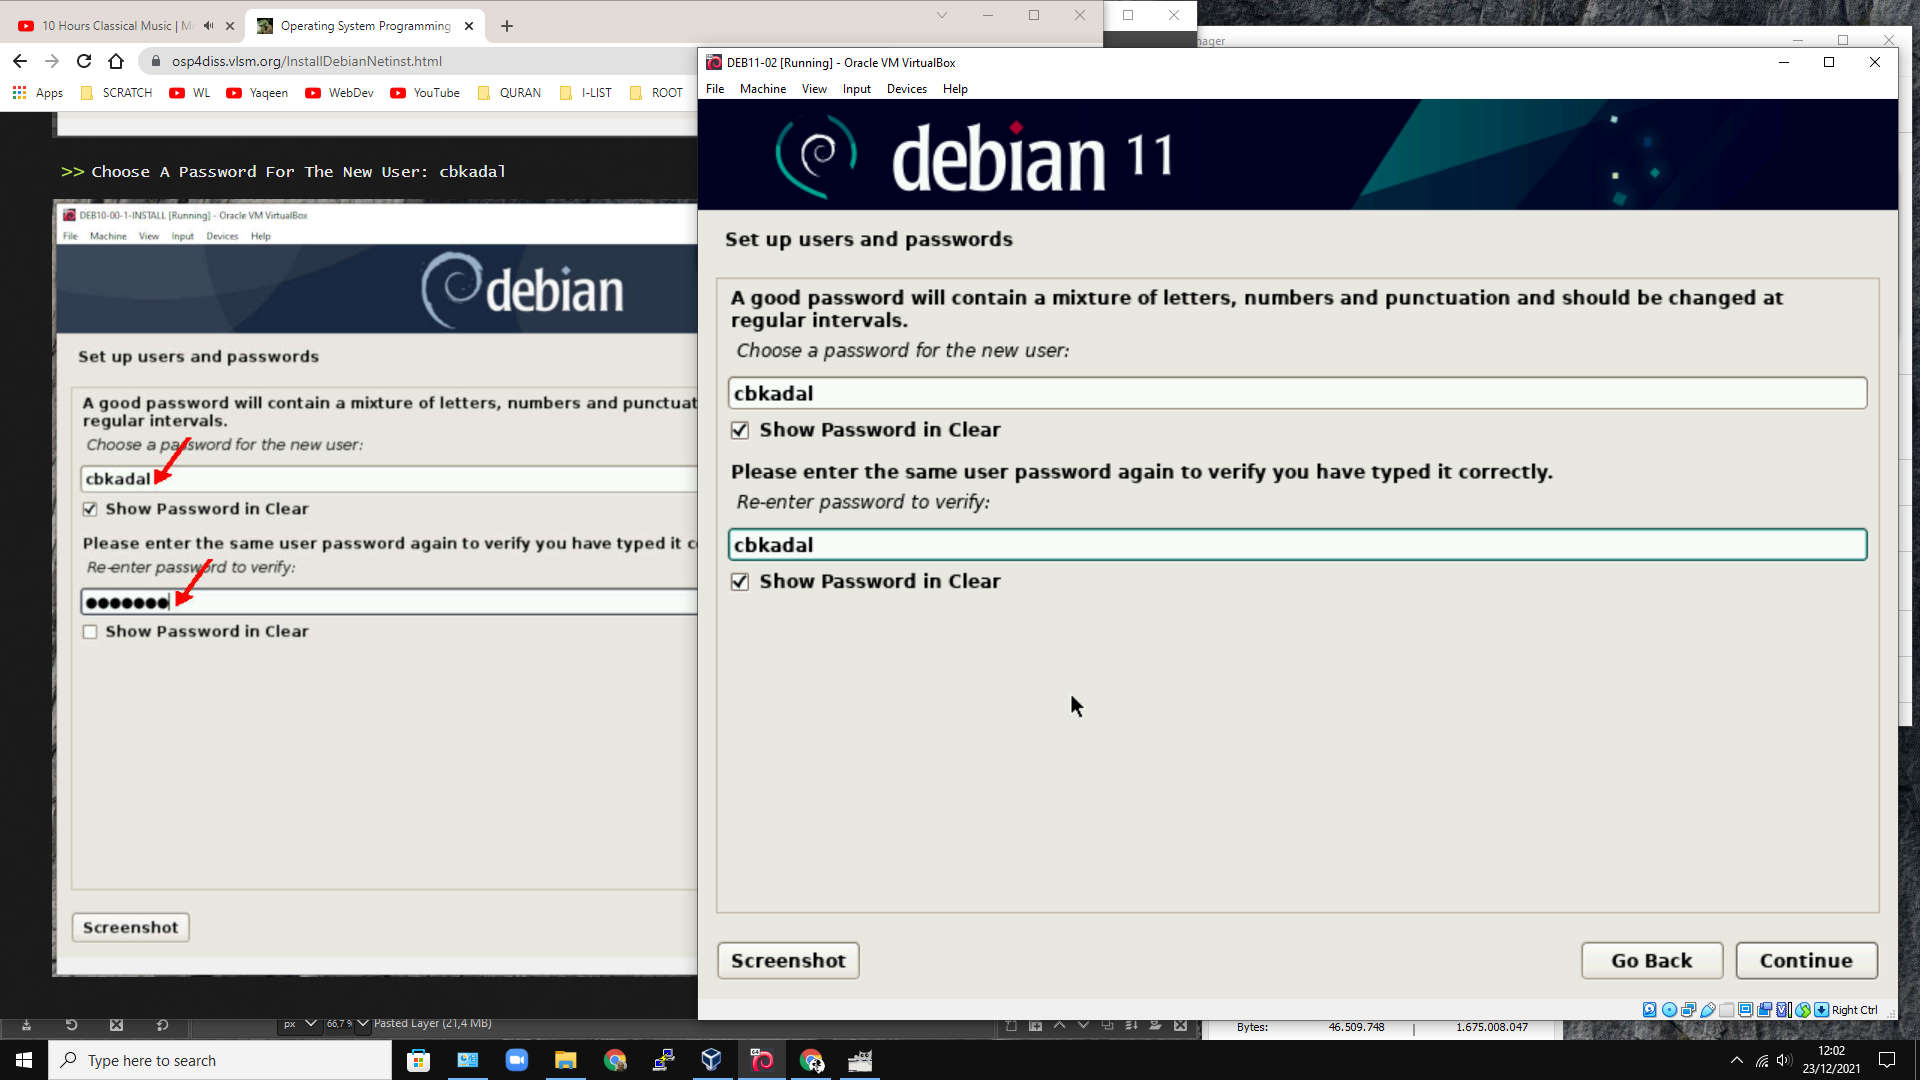 10 Hours Classical Music | M
Operating System Programming
osp4diss.vlsm.org/InstallDebianNetinst.html
Apps SCRATCH WL Yaqeen WebDev YouTube QURAN I-LIST ROOT
>> Choose A Password For The New User: cbkadal
DEB10-00-1-INSTALL [Running] - Oracle VM VirtualBox
File Machine View Input Devices Help
debian
Set up users and passwords
A good password will contain a mixture of letters, numbers and punctuat
regular intervals.
Choose a password for the new user:
cbkadal
Show Password in Clear
Please enter the same user password again to verify you have typed it c
Re-enter password to verify:
●●●●●●●
Show Password in Clear
Screenshot
px 66,7 % Pasted Layer (21,4 MB)
nager
DEB11-02 [Running] - Oracle VM VirtualBox
File Machine View Input Devices Help
debian 11
Set up users and passwords
A good password will contain a mixture of letters, numbers and punctuation and should be changed at
regular intervals.
Choose a password for the new user:
cbkadal
Show Password in Clear
Please enter the same user password again to verify you have typed it correctly.
Re-enter password to verify:
cbkadal
Show Password in Clear
Screenshot
Go Back
Continue
Right Ctrl
Bytes: 46.509.748 | 1.675.008.047
Type here to search
12:02
23/12/2021